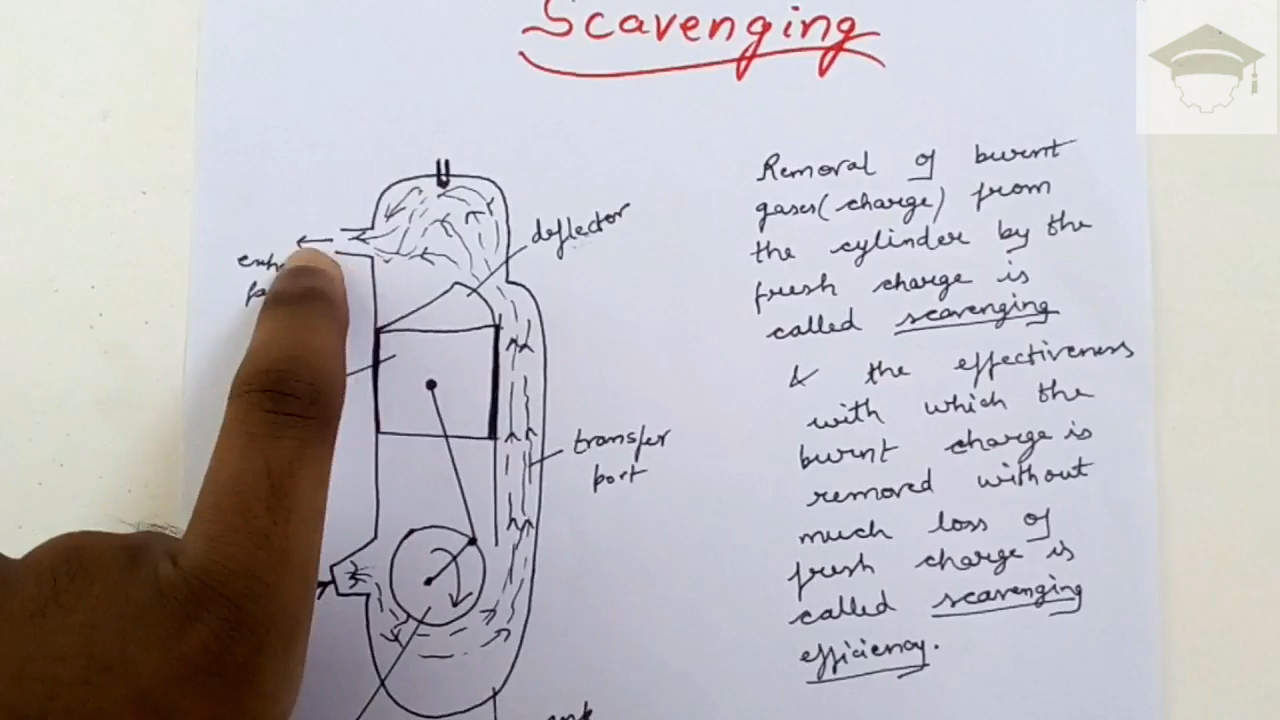 Scavenging
deflector
transfer
port
Removal of burnt
gases (charge) from
the cylinder by the
fresh charge is
called scavenging
& the effectiveness
with which the
burnt charge is
removed without
much loss of
fresh charge is
called scavenging
efficiency.